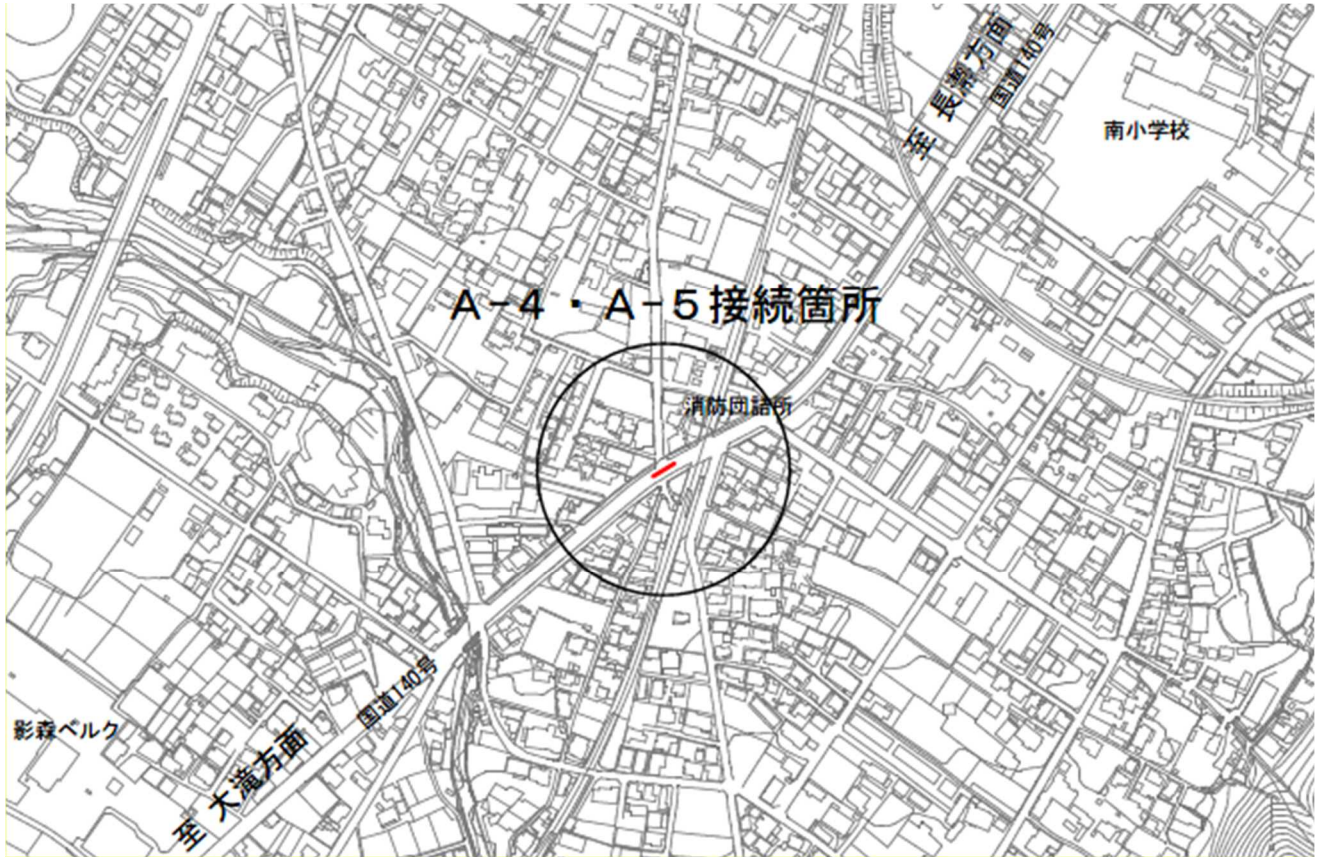 至 長瀞方面
国道140号
南小学校
A-4・A-5接続箇所
消防団詰所
国道140号
影森ベルク
至 大滝方面